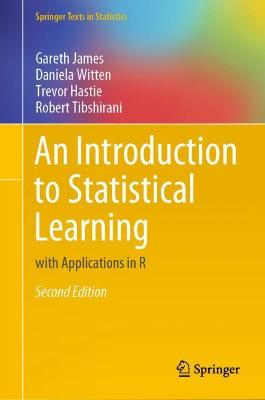 Springer Texts in Statistics
Gareth James
Daniela Witten
Trevor Hastie
Robert Tibshirani
An Introduction
to Statistical
Learning
with Applications in R
Second Edition
Springer